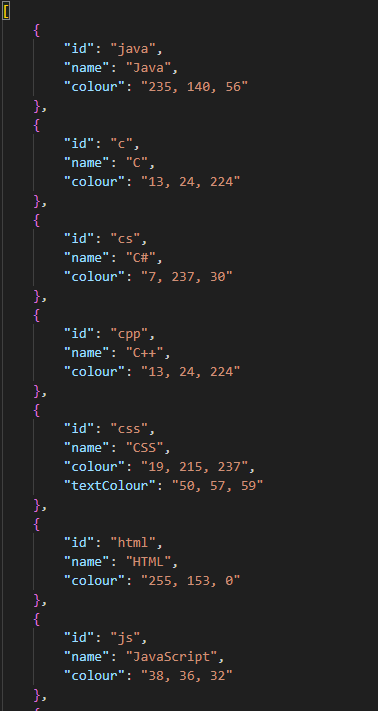 [
    {
        "id": "java",
        "name": "Java",
        "colour": "235, 140, 56"
    },
    {
        "id": "c",
        "name": "C",
        "colour": "13, 24, 224"
    },
    {
        "id": "cs",
        "name": "C#",
        "colour": "7, 237, 30"
    },
    {
        "id": "cpp",
        "name": "C++",
        "colour": "13, 24, 224"
    },
    {
        "id": "css",
        "name": "CSS",
        "colour": "19, 215, 237",
        "textColour": "50, 57, 59"
    },
    {
        "id": "html",
        "name": "HTML",
        "colour": "255, 153, 0"
    },
    {
        "id": "js",
        "name": "JavaScript",
        "colour": "38, 36, 32"
    },
    {